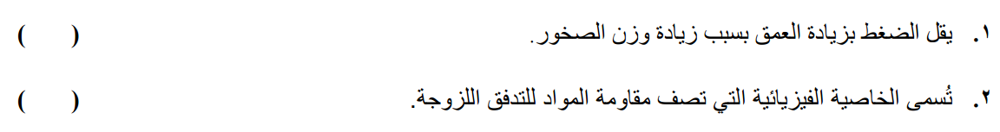 ١. يقل الضغط بزيادة العمق بسبب زيادة وزن الصخور. (     )
٢. تُسمى الخاصية الفيزيائية التي تصف مقاومة المواد للتدفق اللزوجة. (     )